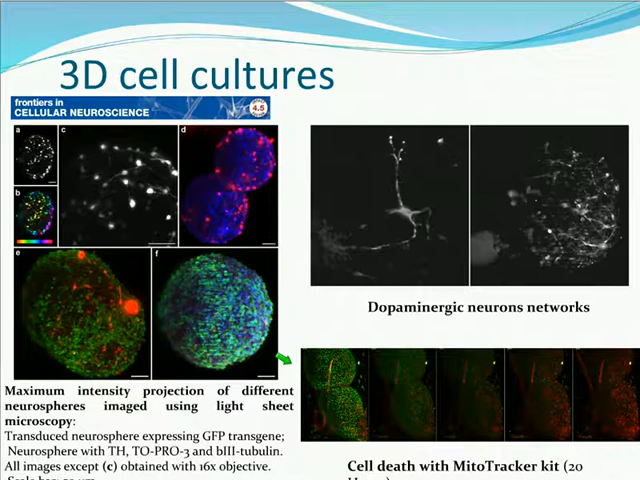 3D cell cultures
frontiers in
CELLULAR NEUROSCIENCE
4.5
a
c
d
b
e
f
Dopaminergic neurons networks
Maximum intensity projection of different
neurospheres imaged using light sheet
microscopy:
Transduced neurosphere expressing GFP transgene;
Neurosphere with TH, TO-PRO-3 and bIII-tubulin.
All images except (c) obtained with 16x objective.
Cell death with MitoTracker kit (20